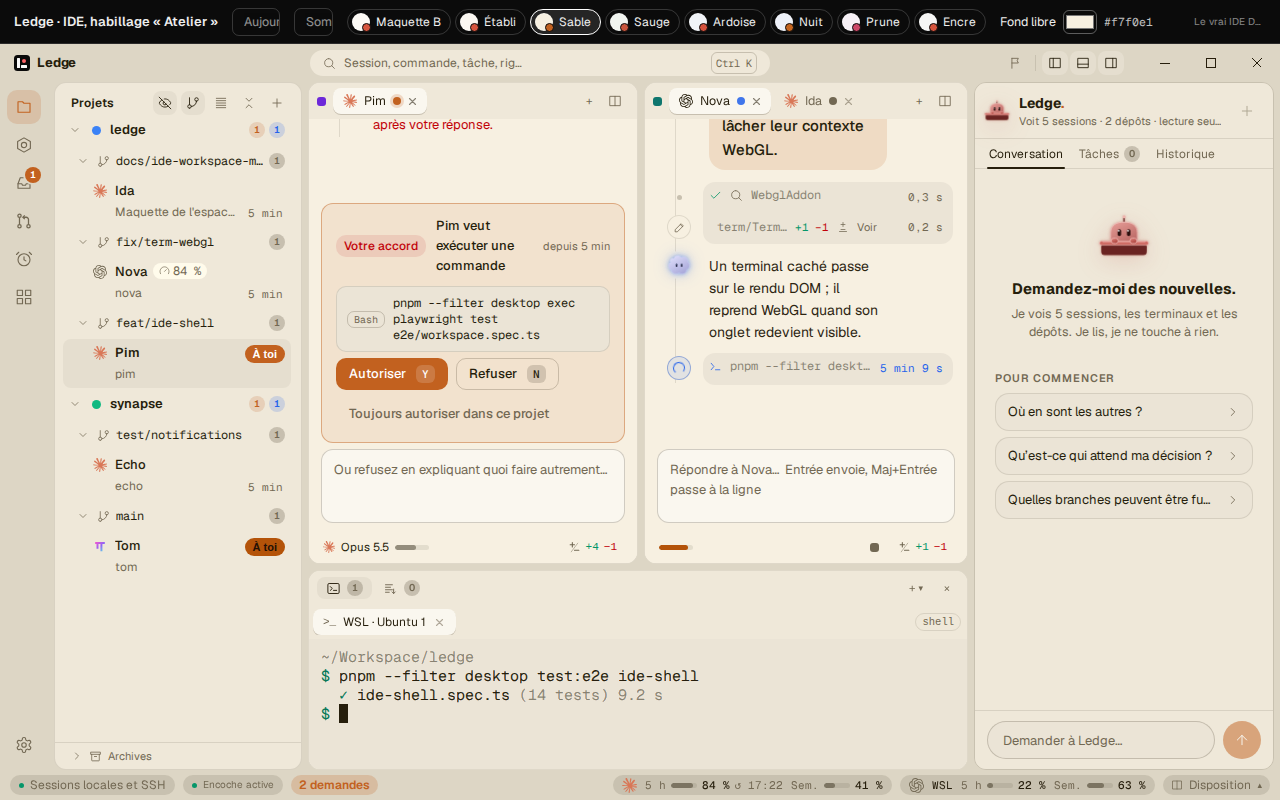 Ledge - IDE, habillage « Atelier »
Maquette B
Établi
Sable
Sauge
Ardoise
Nuit
Prune
Encre
Fond libre
#f7f0e1
Le vrai IDE D…
Ledge
Session, commande, tâche, rig…
Ctrl K
Projets
ledge
1
1
docs/ide-workspace-m…
1
Ida
Maquette de l'espac…
5 min
fix/term-webgl
1
Nova
84 %
nova
5 min
feat/ide-shell
1
Pim
À toi
pim
synapse
1
1
test/notifications
1
Echo
echo
5 min
main
1
Tom
À toi
tom
Archives
1
Pim
après votre réponse.
Votre accord
Pim veut
exécuter une
commande
depuis 5 min
Bash
pnpm --filter desktop exec
playwright test
e2e/workspace.spec.ts
Autoriser
Y
Refuser
N
Toujours autoriser dans ce projet
Ou refusez en expliquant quoi faire autrement…
Opus 5.5
+4 −1
Nova
Ida
lâcher leur contexte
WebGL.
WebglAddon
0,3 s
term/Term…
+1 −1
Voir
0,2 s
Un terminal caché passe
sur le rendu DOM ; il
reprend WebGL quand son
onglet redevient visible.
pnpm --filter deskt…
5 min 9 s
Répondre à Nova… Entrée envoie, Maj+Entrée
passe à la ligne
+1 −1
1
0
>_ WSL · Ubuntu 1
shell
~/Workspace/ledge
$ pnpm --filter desktop test:e2e ide-shell
✓ ide-shell.spec.ts (14 tests) 9.2 s
$
Ledge.
Voit 5 sessions · 2 dépôts · lecture seu…
Conversation
Tâches
0
Historique
Demandez-moi des nouvelles.
Je vois 5 sessions, les terminaux et les
dépôts. Je lis, je ne touche à rien.
POUR COMMENCER
Où en sont les autres ?
Qu'est-ce qui attend ma décision ?
Quelles branches peuvent être fu…
Demander à Ledge…
Sessions locales et SSH
Encoche active
2 demandes
5 h
84 %
↺ 17:22
Sem.
41 %
WSL
5 h
22 %
Sem.
63 %
Disposition